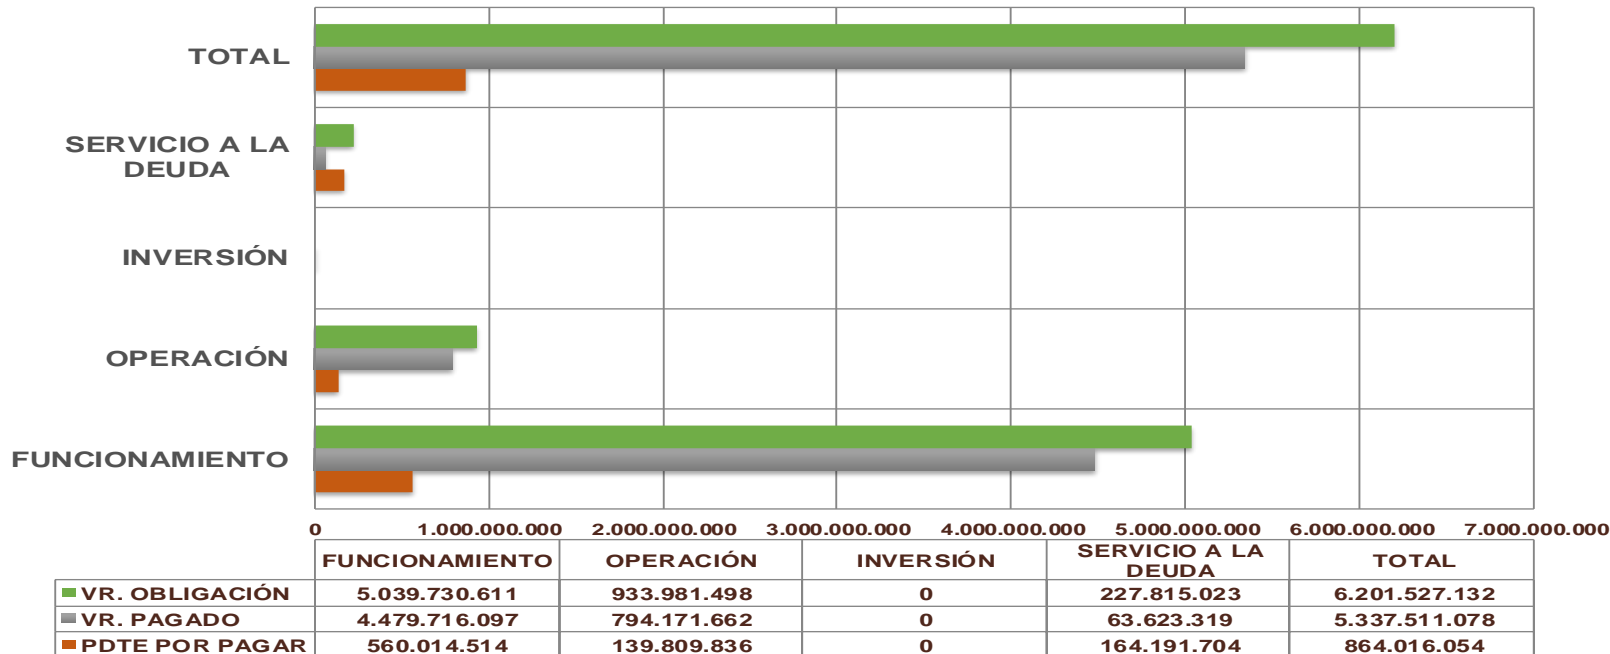 TOTAL
SERVICIO A LA
DEUDA
INVERSIÓN
OPERACIÓN
FUNCIONAMIENTO
0 1.000.000.000 2.000.000.000 3.000.000.000 4.000.000.000 5.000.000.000 6.000.000.000 7.000.000.000
FUNCIONAMIENTO OPERACIÓN INVERSIÓN SERVICIO A LA DEUDA TOTAL
VR. OBLIGACIÓN 5.039.730.611 933.981.498 0 227.815.023 6.201.527.132
VR. PAGADO 4.479.716.097 794.171.662 0 63.623.319 5.337.511.078
PDTE POR PAGAR 560.014.514 139.809.836 0 164.191.704 864.016.054